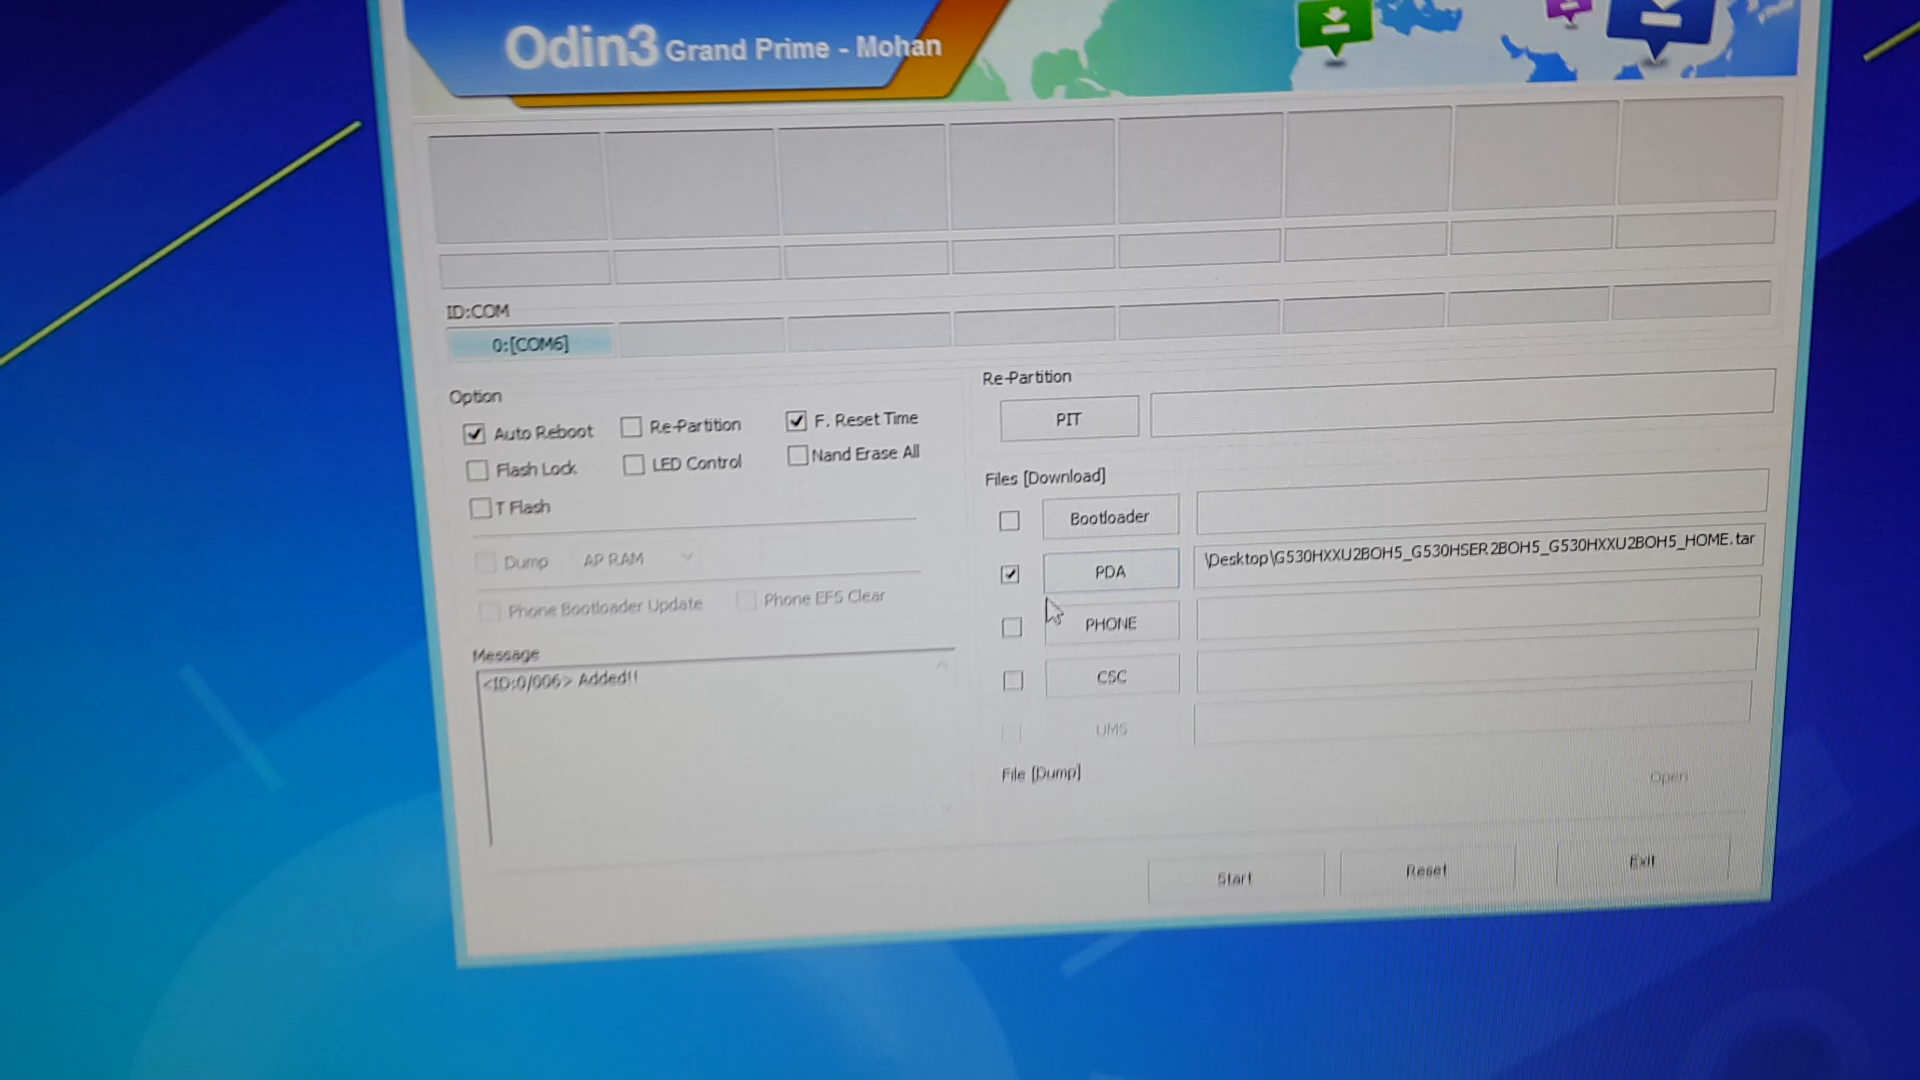 Odin3 Grand Prime - Mohan
ID:COM
0:[COM6]
Option
Auto Reboot
Re-Partition
F. Reset Time
Flash Lock
LED Control
Nand Erase All
T Flash
Dump
AP RAM
Phone Bootloader Update
Phone EFS Clear
Message
<ID:0/006> Added!!
Re-Partition
PIT
Files [Download]
Bootloader
PDA
\Desktop\G530HXXU2BOH5_G530HSER2BOH5_G530HXXU2BOH5_HOME.tar
PHONE
CSC
UMS
File [Dump]
Open
Start
Reset
Exit